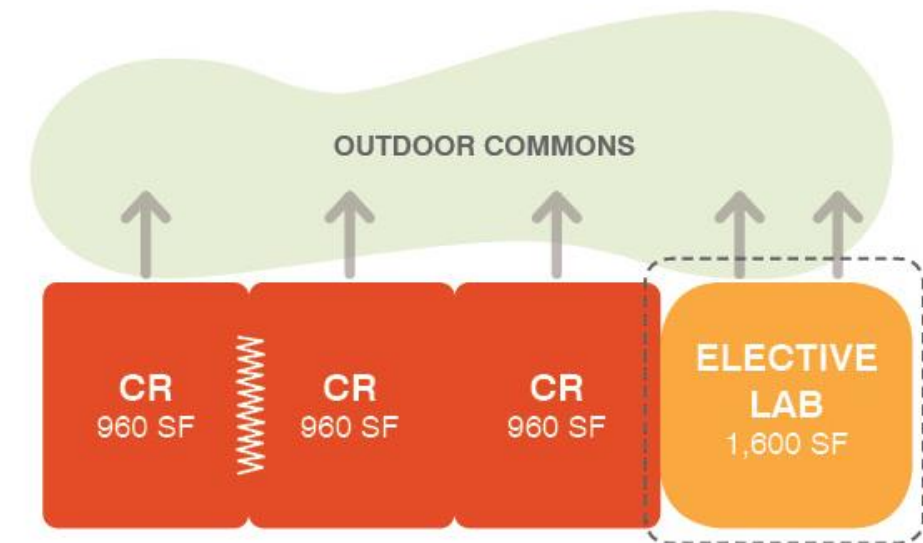 OUTDOOR COMMONS
CR
960 SF
CR
960 SF
CR
960 SF
ELECTIVE
LAB
1,600 SF